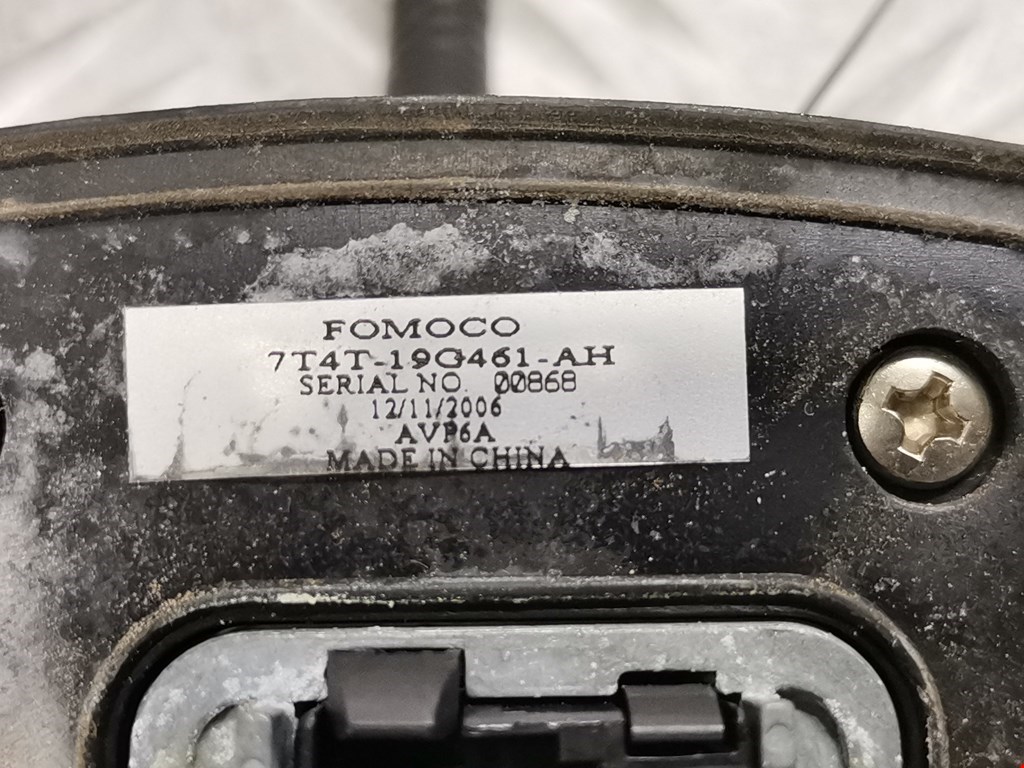 FOMOCO
7T4T-19G461-AH
SERIAL NO. 00868
12/11/2006
AVP6A
MADE IN CHINA